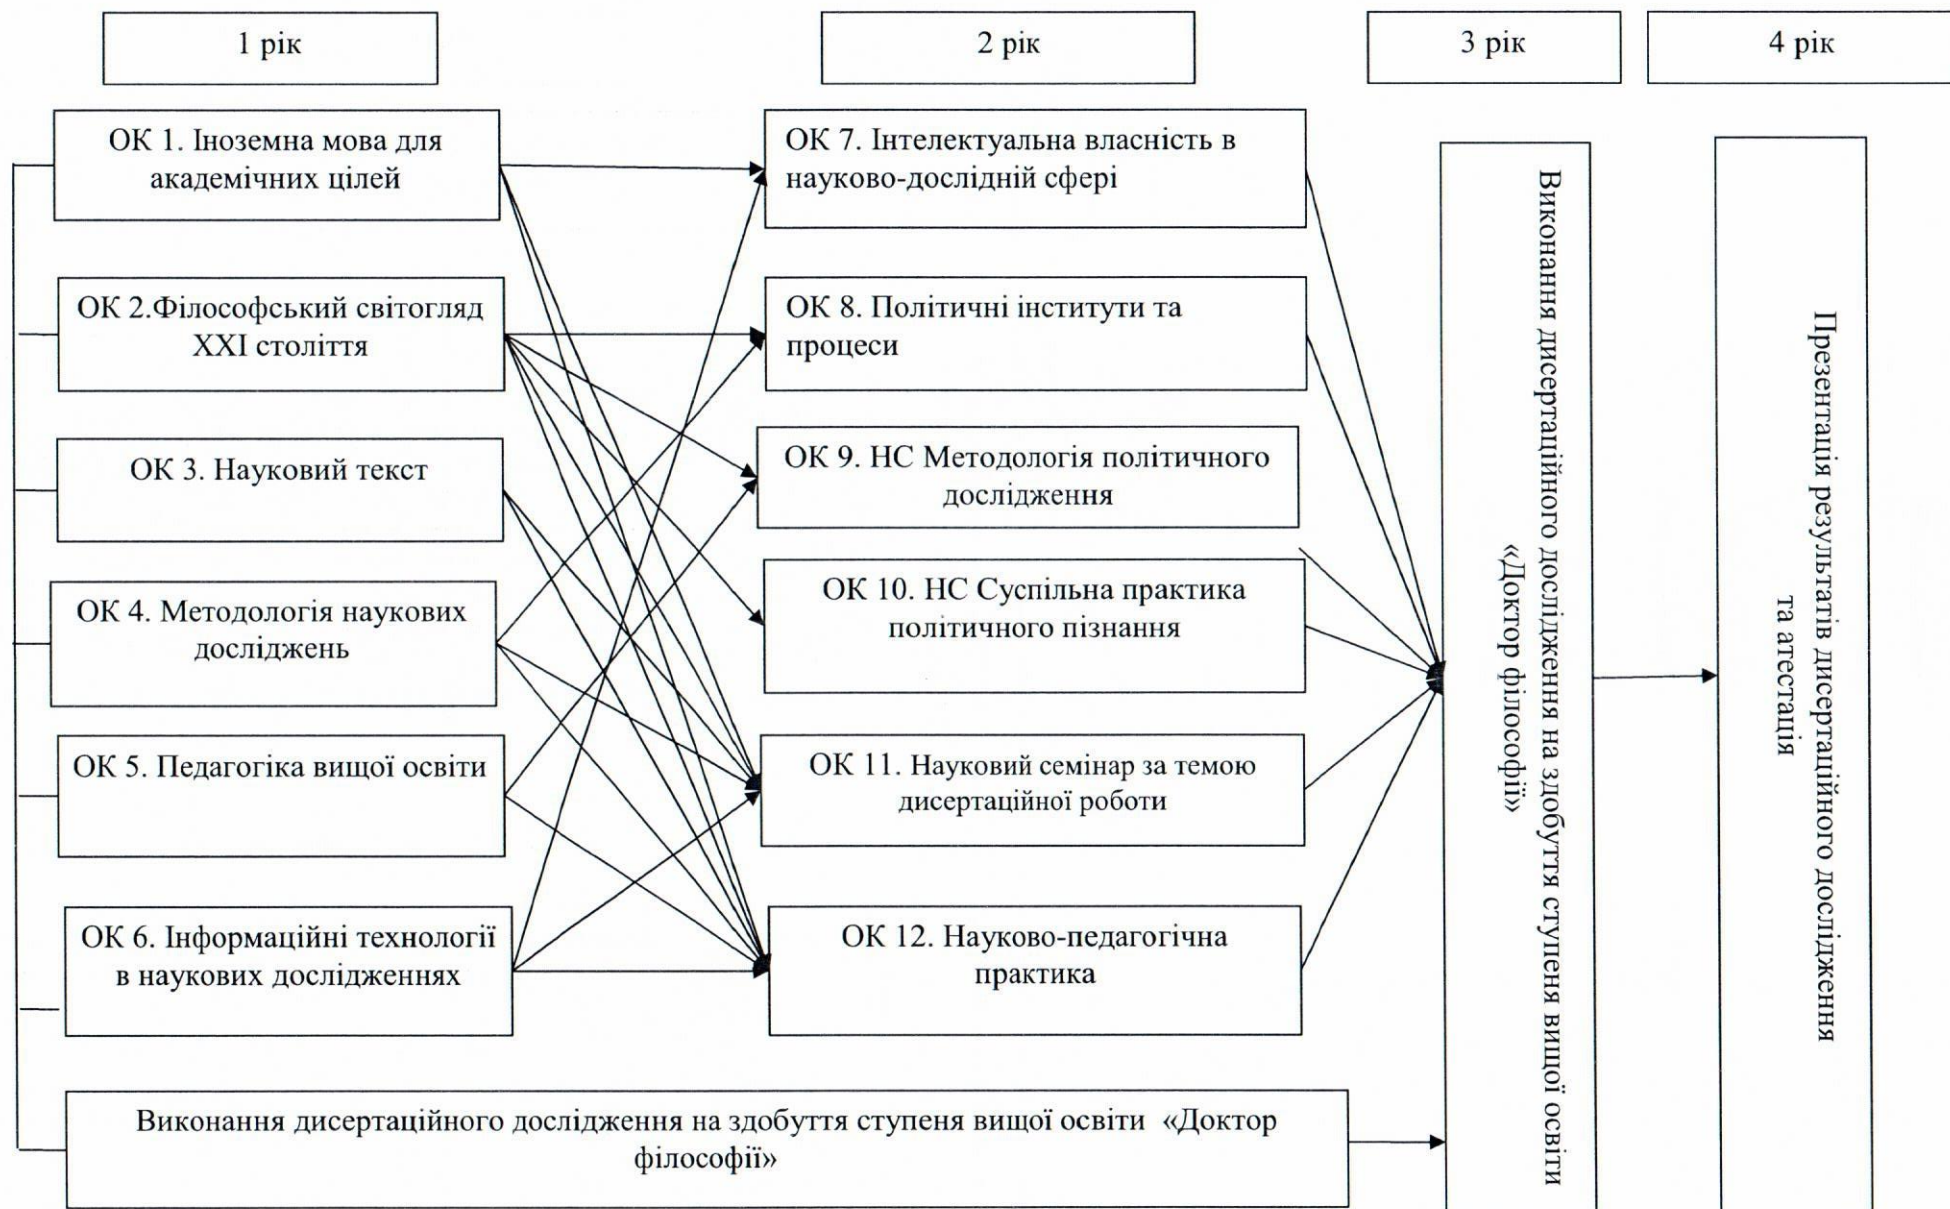 1 рік
2 рік
3 рік
4 рік
ОК 1. Іноземна мова для
академічних цілей
ОК 2.Філософський світогляд
ХХІ століття
ОК 3. Науковий текст
ОК 4. Методологія наукових
досліджень
ОК 5. Педагогіка вищої освіти
ОК 6. Інформаційні технології
в наукових дослідженнях
ОК 7. Інтелектуальна власність в
науково-дослідній сфері
ОК 8. Політичні інститути та
процеси
ОК 9. НС Методологія політичного
дослідження
ОК 10. НС Суспільна практика
політичного пізнання
ОК 11. Науковий семінар за темою
дисертаційної роботи
ОК 12. Науково-педагогічна
практика
Виконання дисертаційного дослідження на здобуття ступеня вищої освіти «Доктор
філософії»
Виконання дисертаційного дослідження на здобуття ступеня вищої освіти
«Доктор філософії»
Презентація результатів дисертаційного дослідження
та атестація